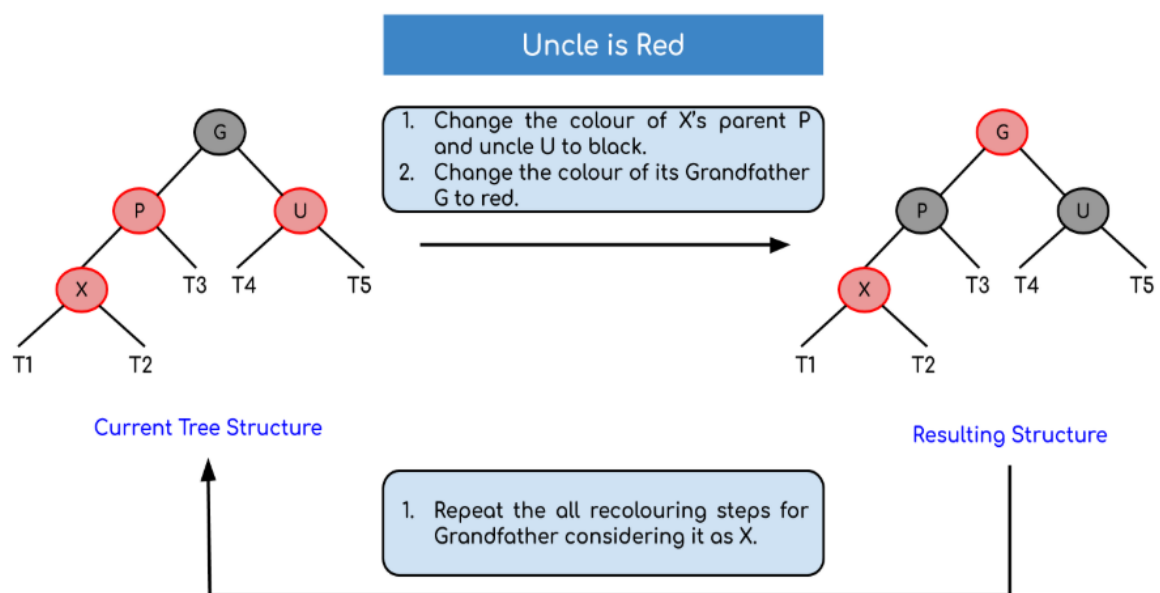 Uncle is Red
1. Change the colour of X's parent P
and uncle U to black.
2. Change the colour of its Grandfather
G to red.
G
P
U
X
T3
T4
T5
T1
T2
Current Tree Structure
G
P
U
X
T3
T4
T5
T1
T2
Resulting Structure
1. Repeat the all recolouring steps for
Grandfather considering it as X.